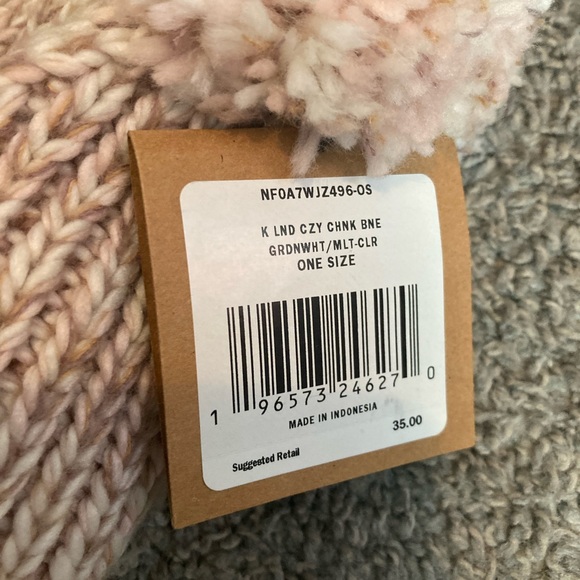 NF0A7WJZ496-OS
K LND CZY CHNK BNE
GRDNWHT/MLT-CLR
ONE SIZE
1 96573 24627 0
MADE IN INDONESIA
35.00
Suggested Retail